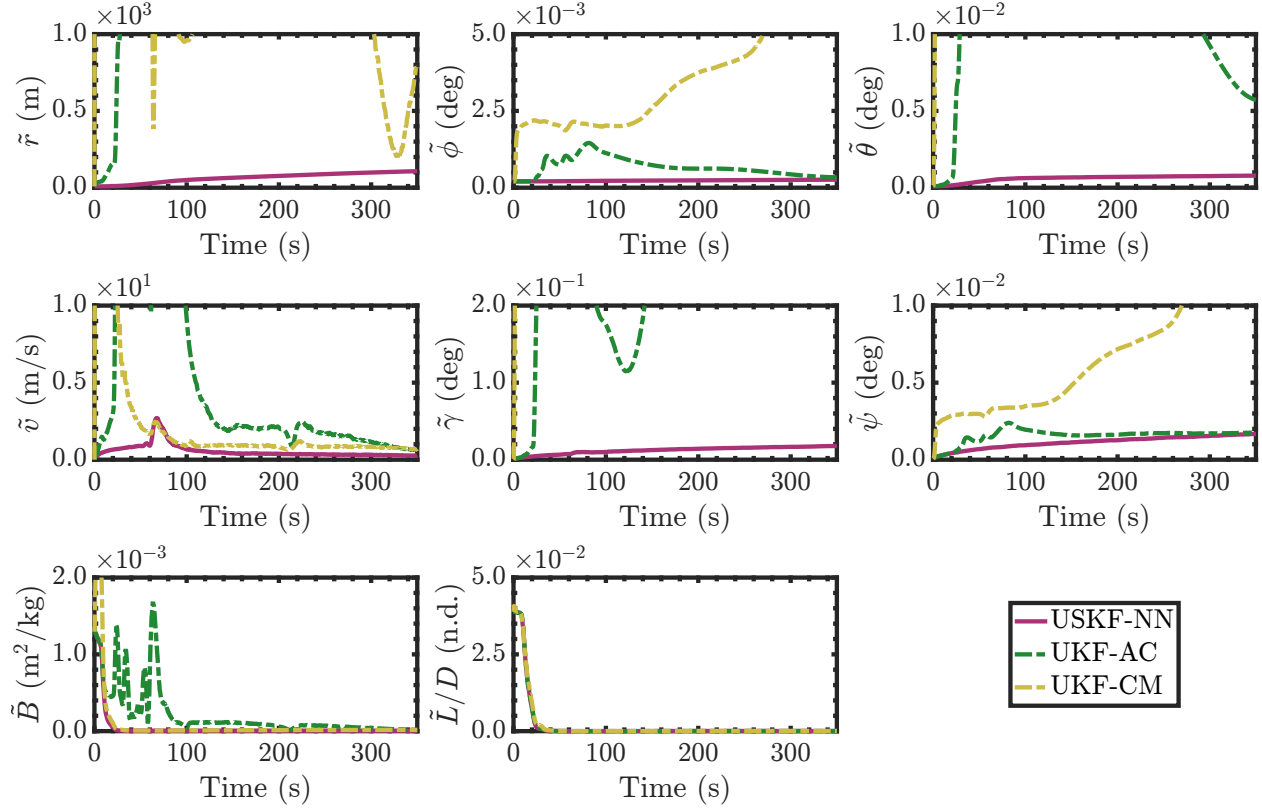 ×10³ ×10⁻³ ×10⁻²
1.0 5.0 1.0
r̃ (m) 0.5 ϕ̃ (deg) 2.5 θ̃ (deg) 0.5
0.0 0.0 0.0
0 100 200 300 0 100 200 300 0 100 200 300
Time (s) Time (s) Time (s)
×10¹ ×10⁻¹ ×10⁻²
1.0 2.0 1.0
ṽ (m/s) 0.5 γ̃ (deg) 1.0 ψ̃ (deg) 0.5
0.0 0.0 0.0
0 100 200 300 0 100 200 300 0 100 200 300
Time (s) Time (s) Time (s)
×10⁻³ ×10⁻²
2.0 5.0
B̃ (m²/kg) 1.0 L̃/D (n.d.) 2.5
0.0 0.0
0 100 200 300 0 100 200 300
Time (s) Time (s)
USKF-NN
UKF-AC
UKF-CM